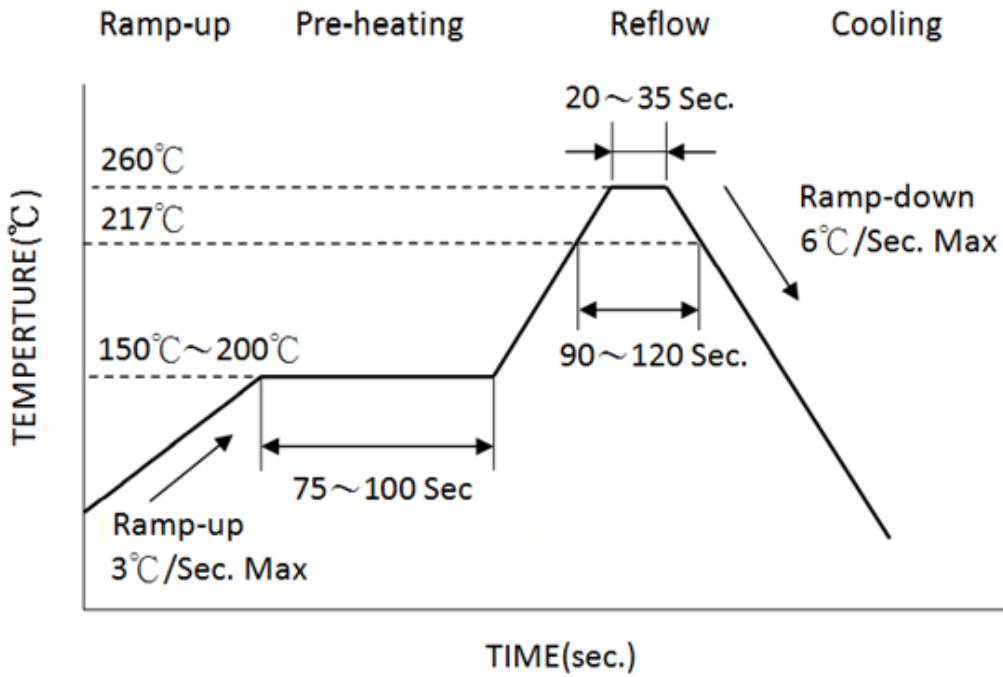 Ramp-up
Pre-heating
Reflow
Cooling
20～35 Sec.
260℃
217℃
Ramp-down
6℃/Sec. Max
150℃～200℃
90～120 Sec.
75～100 Sec
Ramp-up
3℃/Sec. Max
TEMPERTURE(℃)
TIME(sec.)